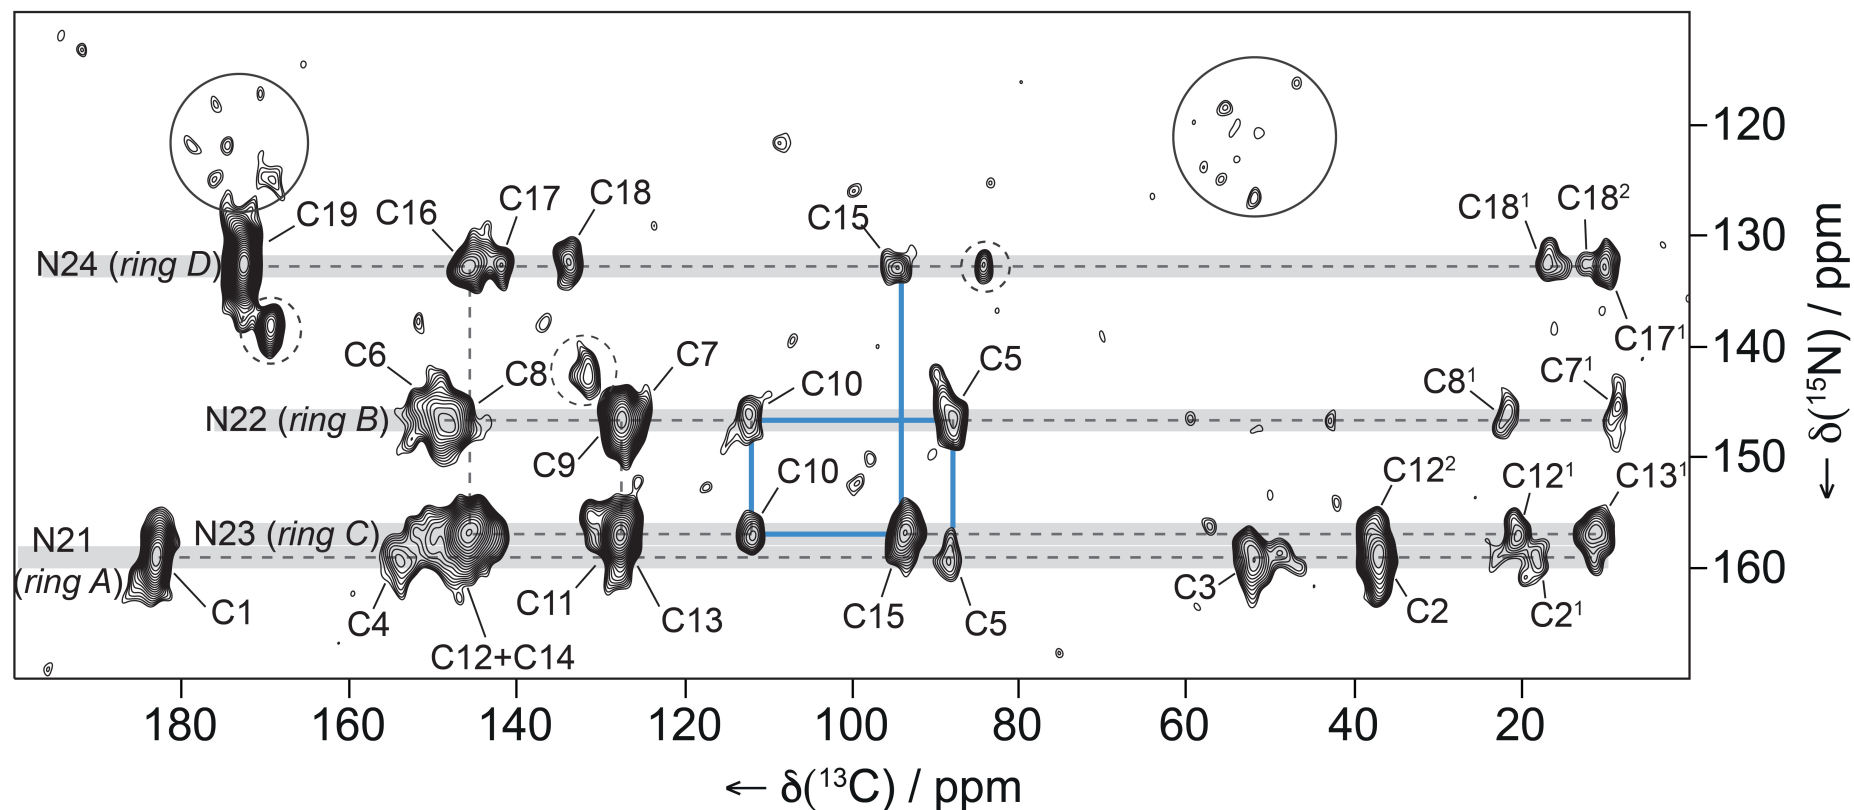 120
C19 C16 C17 C18 C15 C18¹ C18²
130
N24 (ring D)
C17¹
140
C6 C8 C7 C10 C5 C8¹ C7¹
N22 (ring B)
C9
150
C10 C12² C12¹ C13¹
N23 (ring C)
N21
(ring A)
160
C1 C4 C11 C13 C15 C5 C3 C2 C2¹
C12+C14
180 160 140 120 100 80 60 40 20
← δ(¹³C) / ppm
← δ(¹⁵N) / ppm